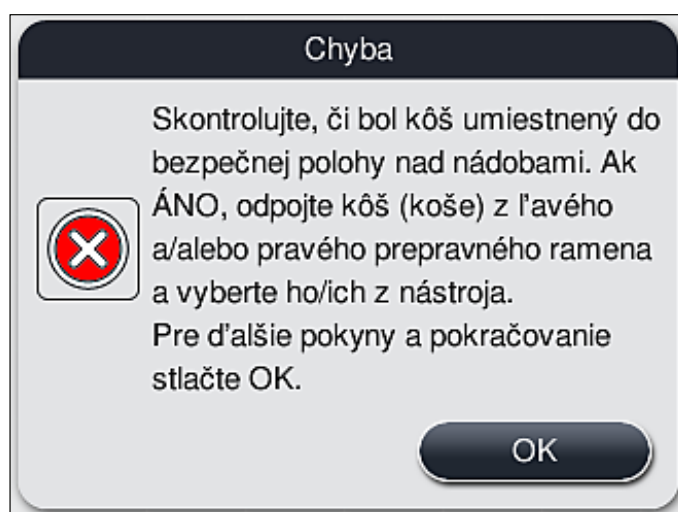 Chyba
Skontrolujte, či bol kôš umiestnený do
bezpečnej polohy nad nádobami. Ak
ÁNO, odpojte kôš (koše) z ľavého
a/alebo pravého prepravného ramena
a vyberte ho/ich z nástroja.
Pre ďalšie pokyny a pokračovanie
stlačte OK.
OK